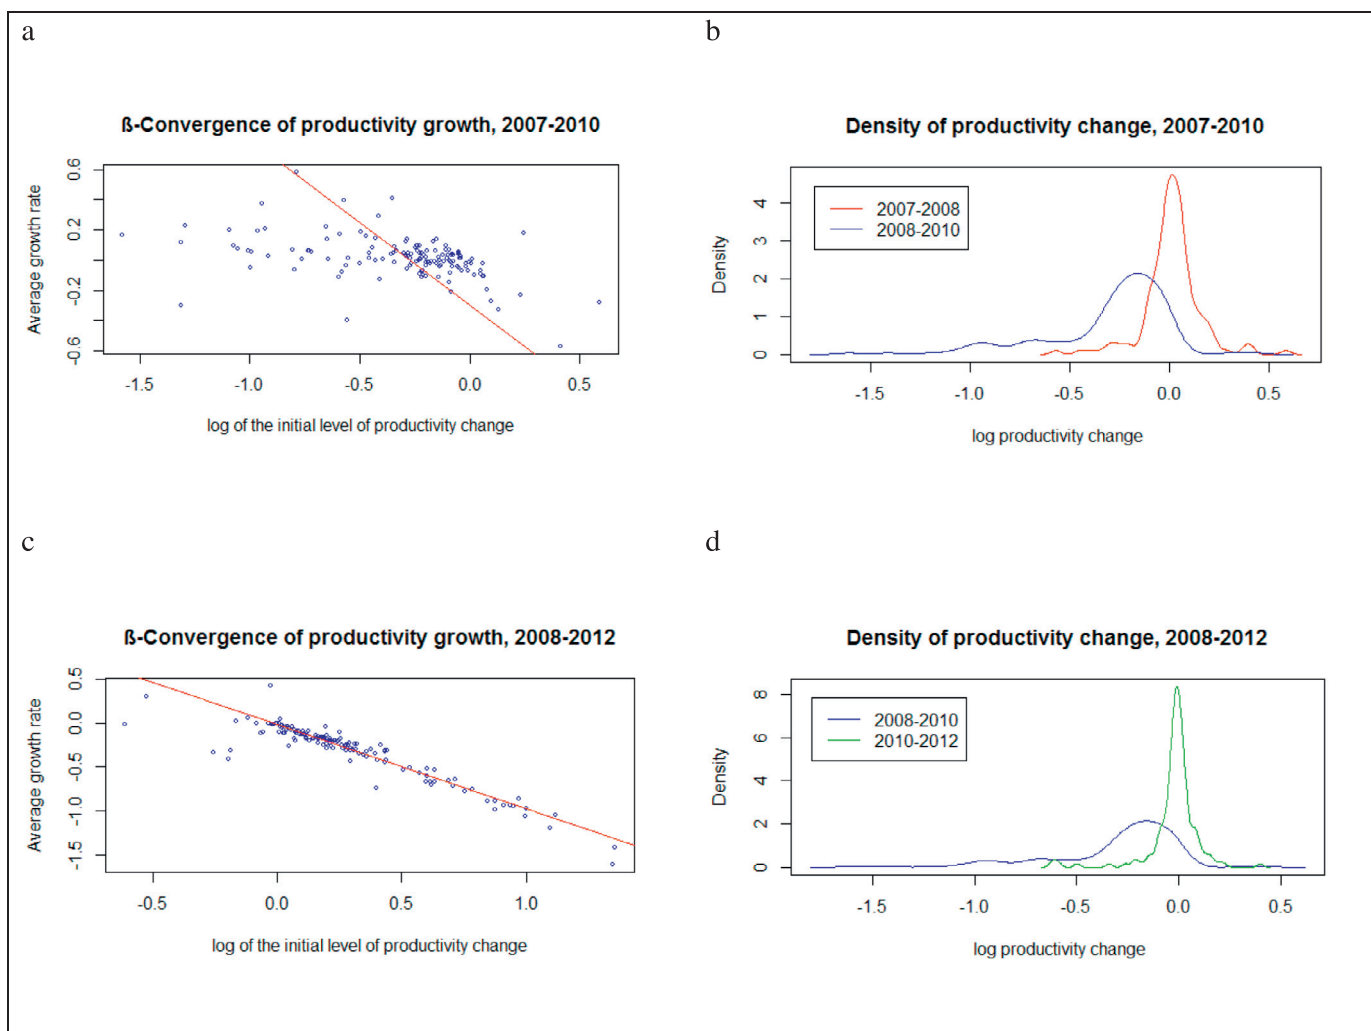 a
ß-Convergence of productivity growth, 2007-2010
Average growth rate
0.6
0.2
-0.2
-0.6
-1.5 -1.0 -0.5 0.0 0.5
log of the initial level of productivity change
b
Density of productivity change, 2007-2010
Density
4
3
2
1
0
2007-2008
2008-2010
-1.5 -1.0 -0.5 0.0 0.5
log productivity change
c
ß-Convergence of productivity growth, 2008-2012
Average growth rate
0.5
0.0
-0.5
-1.0
-1.5
-0.5 0.0 0.5 1.0
log of the initial level of productivity change
d
Density of productivity change, 2008-2012
Density
8
6
4
2
0
2008-2010
2010-2012
-1.5 -1.0 -0.5 0.0 0.5
log productivity change